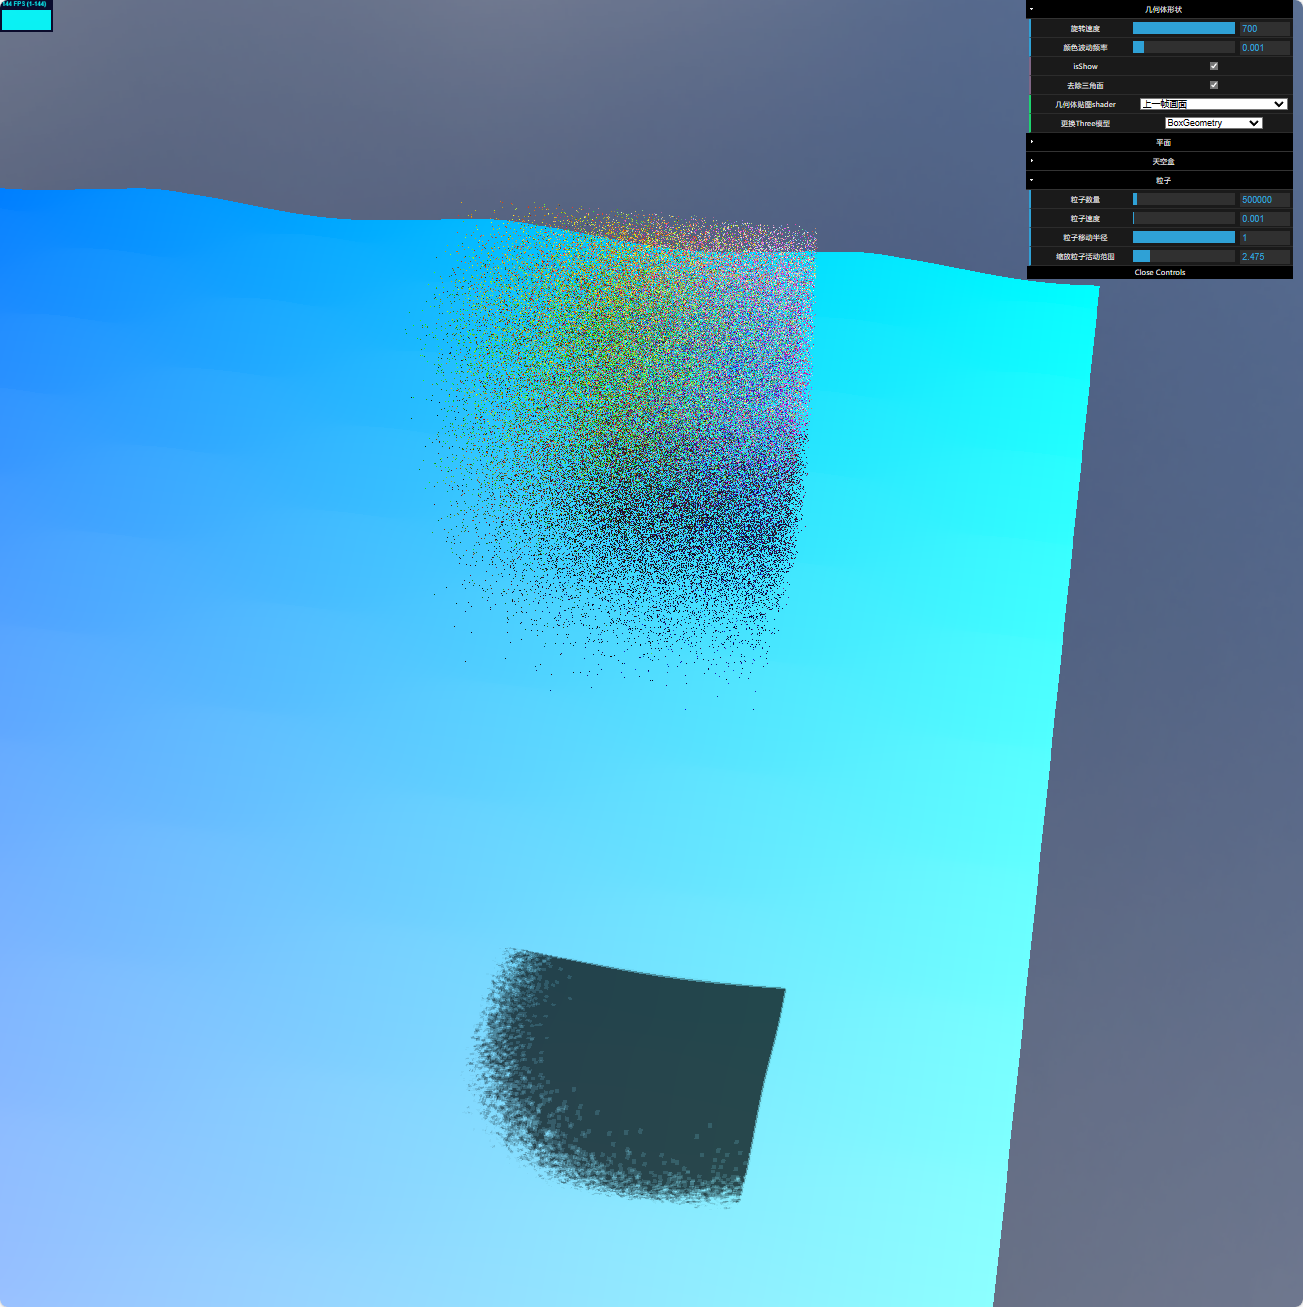 144 FPS (1-144)
几何体形状
旋转速度 700
颜色波动频率 0.001
isShow
去除三角面
几何体贴图shader 上一帧画面
更换Three模型 BoxGeometry
平面
天空盒
粒子
粒子数量 500000
粒子速度 0.001
粒子移动半径 1
缩放粒子活动范围 2.475
Close Controls